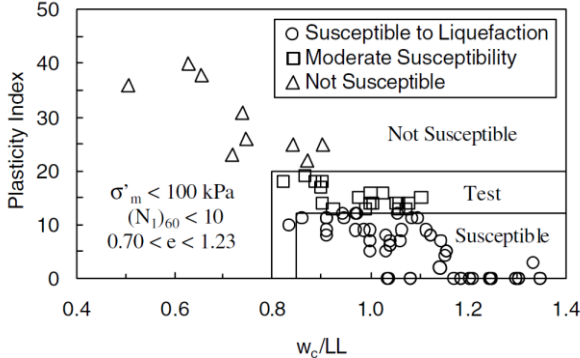 50
40
30
20
10
0
Plasticity Index
Susceptible to Liquefaction
Moderate Susceptibility
Not Susceptible
Not Susceptible
σ'm < 100 kPa
(N1)60 < 10
0.70 < e < 1.23
Test
Susceptible
0.4 0.6 0.8 1.0 1.2 1.4
wc/LL